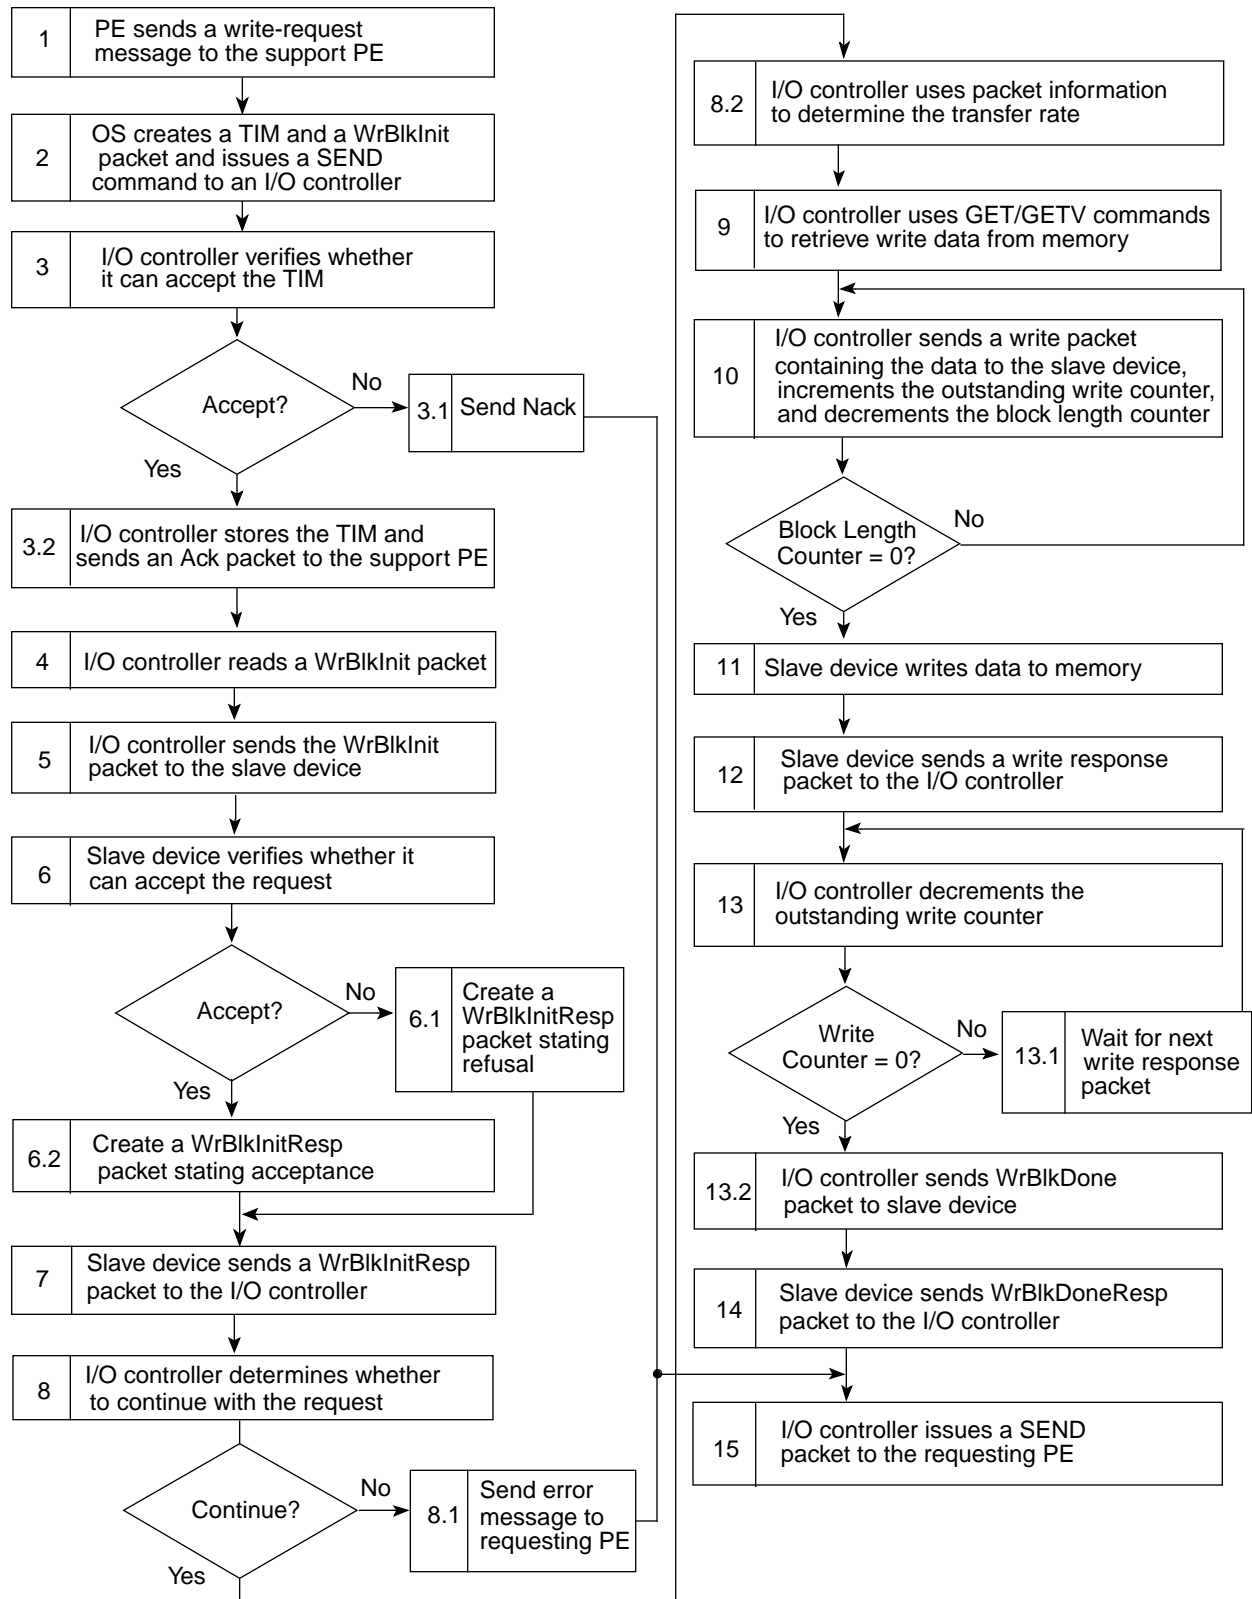 1
PE sends a write-request
message to the support PE
2
OS creates a TIM and a WrBlkInit
packet and issues a SEND
command to an I/O controller
3
I/O controller verifies whether
it can accept the TIM
Accept?
No
3.1
Send Nack
Yes
3.2
I/O controller stores the TIM and
sends an Ack packet to the support PE
4
I/O controller reads a WrBlkInit packet
5
I/O controller sends the WrBlkInit
packet to the slave device
6
Slave device verifies whether it
can accept the request
Accept?
No
6.1
Create a
WrBlkInitResp
packet stating
refusal
Yes
6.2
Create a WrBlkInitResp
packet stating acceptance
7
Slave device sends a WrBlkInitResp
packet to the I/O controller
8
I/O controller determines whether
to continue with the request
Continue?
No
8.1
Send error
message to
requesting PE
Yes
8.2
I/O controller uses packet information
to determine the transfer rate
9
I/O controller uses GET/GETV commands
to retrieve write data from memory
10
I/O controller sends a write packet
containing the data to the slave device,
increments the outstanding write counter,
and decrements the block length counter
Block Length
Counter = 0?
No
Yes
11
Slave device writes data to memory
12
Slave device sends a write response
packet to the I/O controller
13
I/O controller decrements the
outstanding write counter
Write
Counter = 0?
No
13.1
Wait for next
write response
packet
Yes
13.2
I/O controller sends WrBlkDone
packet to slave device
14
Slave device sends WrBlkDoneResp
packet to the I/O controller
15
I/O controller issues a SEND
packet to the requesting PE